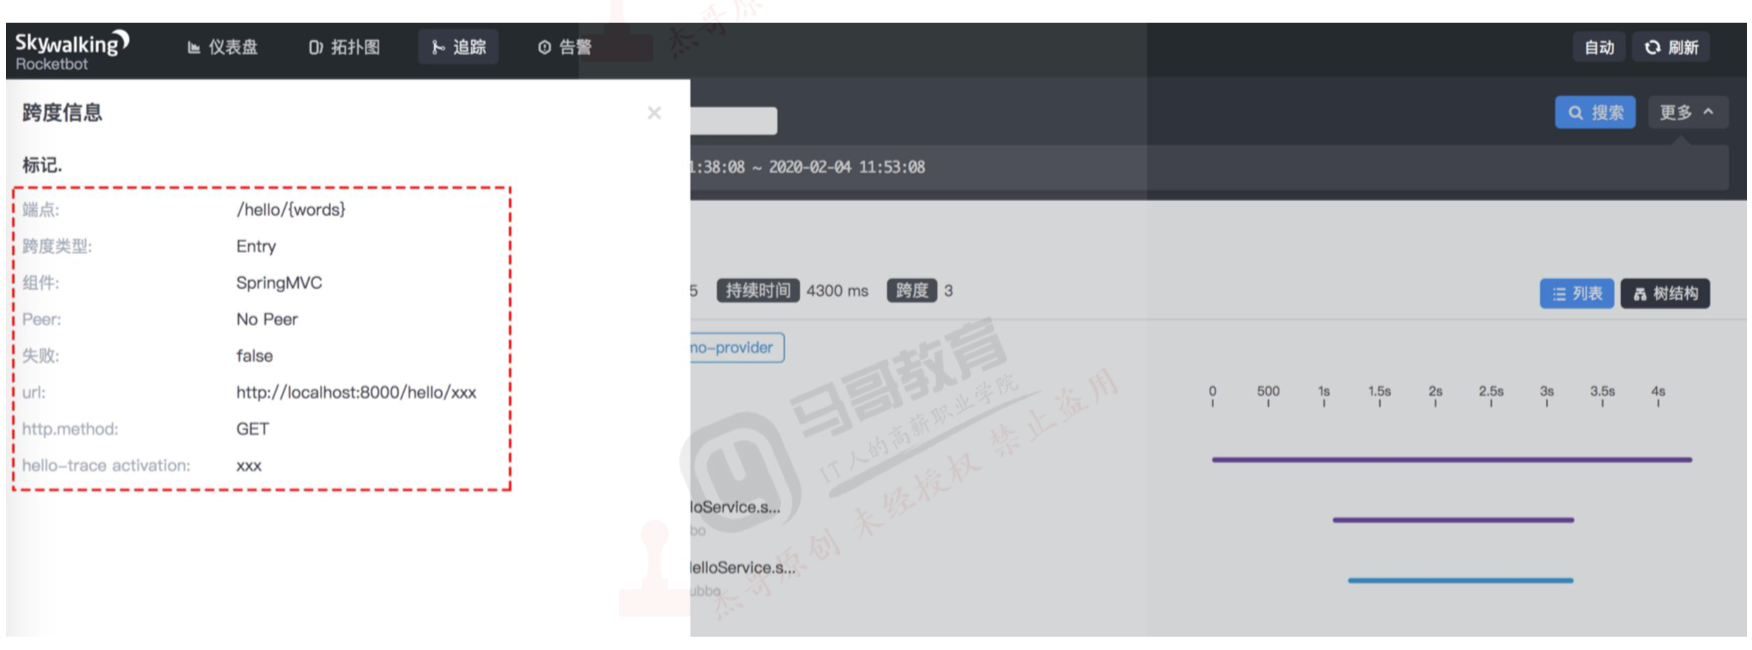 Skywalking
Rocketbot
仪表盘
拓扑图
追踪
告警
自动
刷新
跨度信息
搜索
更多
标记.
1:38:08 ~ 2020-02-04 11:53:08
端点: /hello/{words}
跨度类型: Entry
组件: SpringMVC
5 持续时间 4300 ms 跨度 3
列表
树结构
Peer: No Peer
失败: false
no-provider
url: http://localhost:8000/hello/xxx
0 500 1s 1.5s 2s 2.5s 3s 3.5s 4s
http.method: GET
hello-trace activation: xxx
loService.s...
bo
HelloService.s...
ubbo
马哥教育
IT人的高薪职业学院
杰哥原创 未经授权 禁止盗用
杰哥原